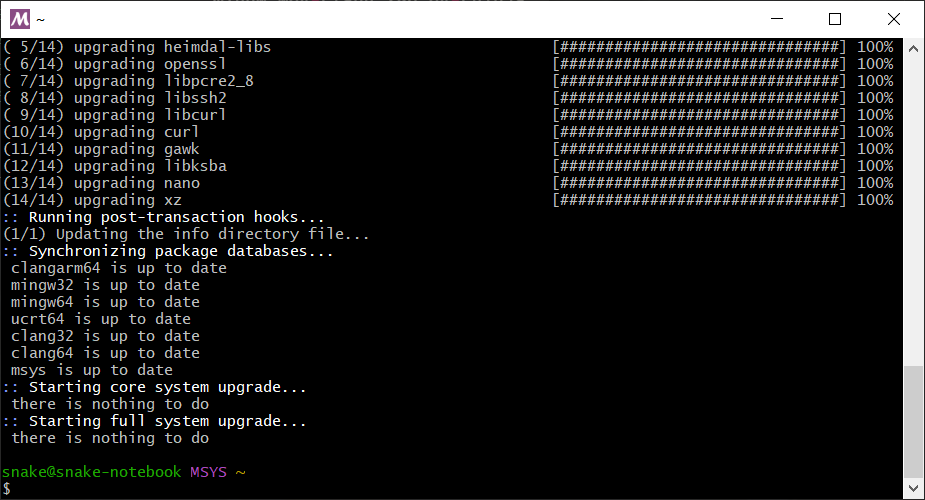 M ~
( 5/14) upgrading heimdal-libs [###############################] 100%
( 6/14) upgrading openssl [###############################] 100%
( 7/14) upgrading libpcre2_8 [###############################] 100%
( 8/14) upgrading libssh2 [###############################] 100%
( 9/14) upgrading libcurl [###############################] 100%
(10/14) upgrading curl [###############################] 100%
(11/14) upgrading gawk [###############################] 100%
(12/14) upgrading libksba [###############################] 100%
(13/14) upgrading nano [###############################] 100%
(14/14) upgrading xz [###############################] 100%
:: Running post-transaction hooks...
(1/1) Updating the info directory file...
:: Synchronizing package databases...
clangarm64 is up to date
mingw32 is up to date
mingw64 is up to date
ucrt64 is up to date
clang32 is up to date
clang64 is up to date
msys is up to date
:: Starting core system upgrade...
there is nothing to do
:: Starting full system upgrade...
there is nothing to do
snake@snake-notebook MSYS ~
$